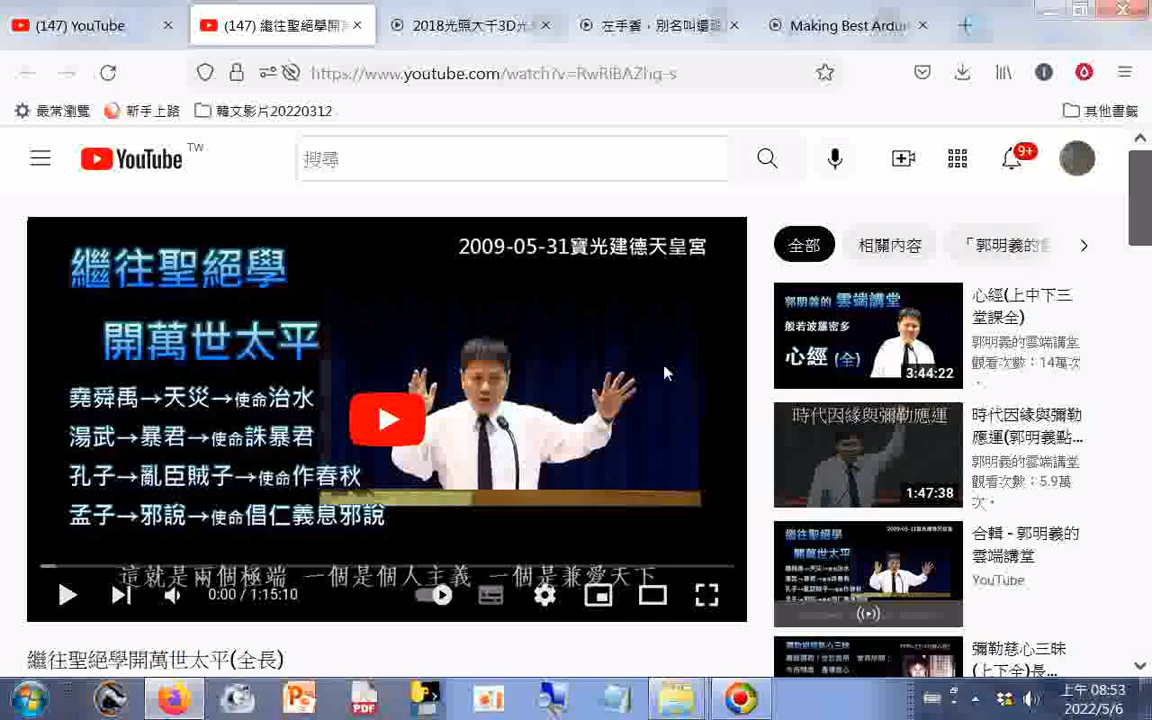 (147) YouTube
(147) 繼往聖絕學開
2018光照大千3D光
左手香，別名叫
Making Best Ardu
https://www.youtube.com/watch?v=RwRiBAZhg-s
最常瀏覽
新手上路
韓文影片20220312
其他書籤
YouTube TW
搜尋
9+
2009-05-31寶光建德天皇宮
繼往聖絕學
開萬世太平
堯舜禹→天災→使命治水
湯武→暴君→使命誅暴君
孔子→亂臣賊子→使命作春秋
孟子→邪說→使命倡仁義息邪說
這就是兩個極端 一個是個人主義 一個是兼愛天下
0:00 / 1:15:10
繼往聖絕學開萬世太平(全長)
全部
相關內容
「郭明義的
郭明義的 雲端講堂
般若波羅密多
心經 (全)
3:44:22
心經(上中下三
堂課全)
郭明義的雲端講堂
觀看次數：14萬次
·
時代因緣與彌勒應運
1:47:38
時代因緣與彌勒
應運(郭明義點...
郭明義的雲端講堂
觀看次數：5.9萬
次·
繼往聖絕學
開萬世太平
合輯 - 郭明義的
雲端講堂
YouTube
彌勒慈心三昧
彌勒慈心三昧
(上下全)長...
PDF
上午 08:53
2022/5/6